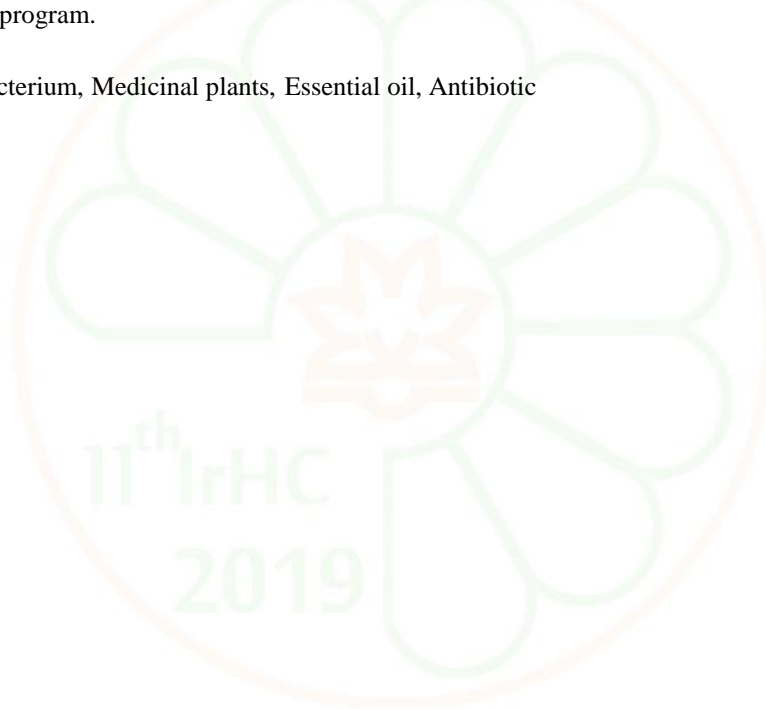 program.
cterium, Medicinal plants, Essential oil, Antibiotic
11th IrHC
2019